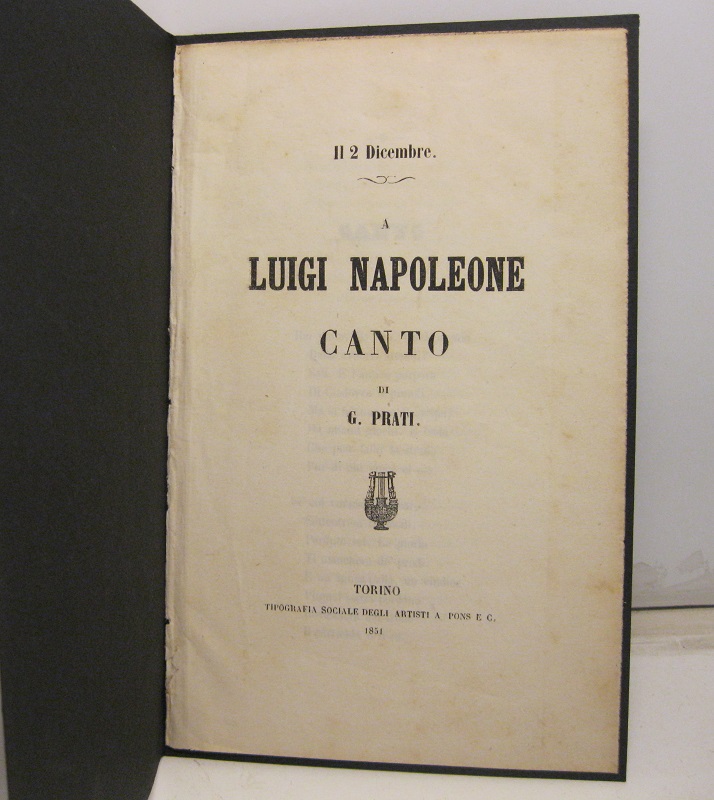 Il 2 Dicembre.
A
LUIGI NAPOLEONE
CANTO
DI
G. PRATI.
TORINO
TIPOGRAFIA SOCIALE DEGLI ARTISTI A PONS E C.
1851